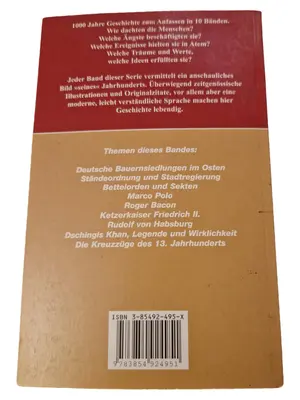 1000 Jahre Geschichte zum Anfassen in 10 Bänden.
Wie dachten die Menschen?
Welche Ängste beschäftigten sie?
Welche Ereignisse hielten sie in Atem?
Welche Träume und Werte,
welche Ideen erfüllten sie?
Jeder Band dieser Serie vermittelt ein anschauliches
Bild «seines» Jahrhunderts. Überwiegend zeitgenössische
Illustrationen und Originalzitate, vor allem aber eine
moderne, leicht verständliche Sprache machen hier
Geschichte lebendig.
Themen dieses Bandes:
Deutsche Bauernsiedlungen im Osten
Ständeordnung und Stadtregierung
Bettelorden und Sekten
Marco Polo
Roger Bacon
Ketzerkaiser Friedrich II.
Rudolf von Habsburg
Dschingis Khan, Legende und Wirklichkeit
Die Kreuzzüge des 13. Jahrhunderts
ISBN 3-85492-495-X
9 783854 924951